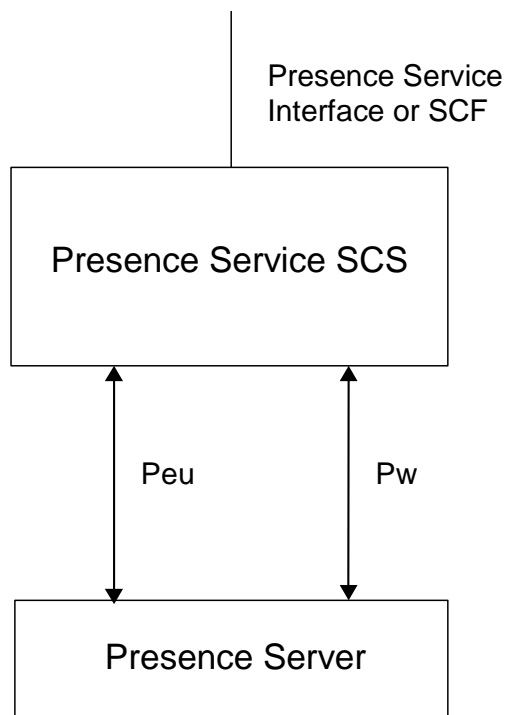 Presence Service
Interface or SCF
Presence Service SCS
Peu
Pw
Presence Server